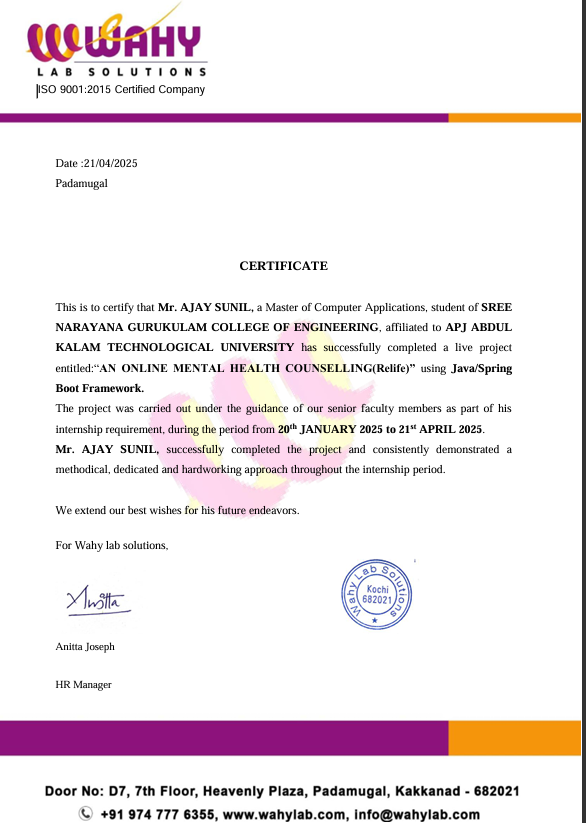 WAHY
LAB SOLUTIONS
ISO 9001:2015 Certified Company
Date :21/04/2025
Padamugal
CERTIFICATE
This is to certify that Mr. AJAY SUNIL, a Master of Computer Applications, student of SREE
NARAYANA GURUKULAM COLLEGE OF ENGINEERING, affiliated to APJ ABDUL
KALAM TECHNOLOGICAL UNIVERSITY has successfully completed a live project
entitled:“AN ONLINE MENTAL HEALTH COUNSELLING(Relife)” using Java/Spring
Boot Framework.
The project was carried out under the guidance of our senior faculty members as part of his
internship requirement, during the period from 20th JANUARY 2025 to 21st APRIL 2025.
Mr. AJAY SUNIL, successfully completed the project and consistently demonstrated a
methodical, dedicated and hardworking approach throughout the internship period.
We extend our best wishes for his future endeavors.
For Wahy lab solutions,
Anitta
Wahy Lab Solutions
Kochi
682021
Anitta Joseph
HR Manager
Door No: D7, 7th Floor, Heavenly Plaza, Padamugal, Kakkanad - 682021
+91 974 777 6355, www.wahylab.com, info@wahylab.com